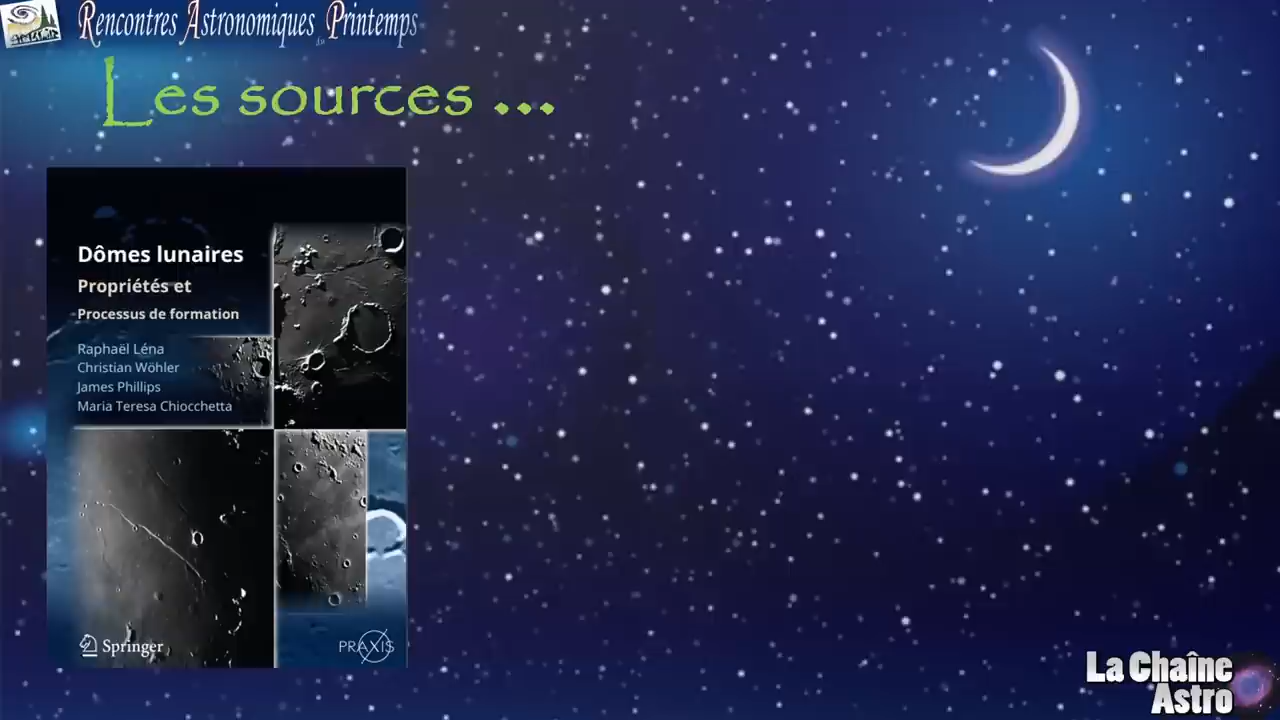 Rencontres Astronomiques du Printemps
Les sources ...
Dômes lunaires
Propriétés et
Processus de formation
Raphaël Léna
Christian Wöhler
James Phillips
Maria Teresa Chiocchetta
Springer
PRAXIS
La Chaîne
Astro